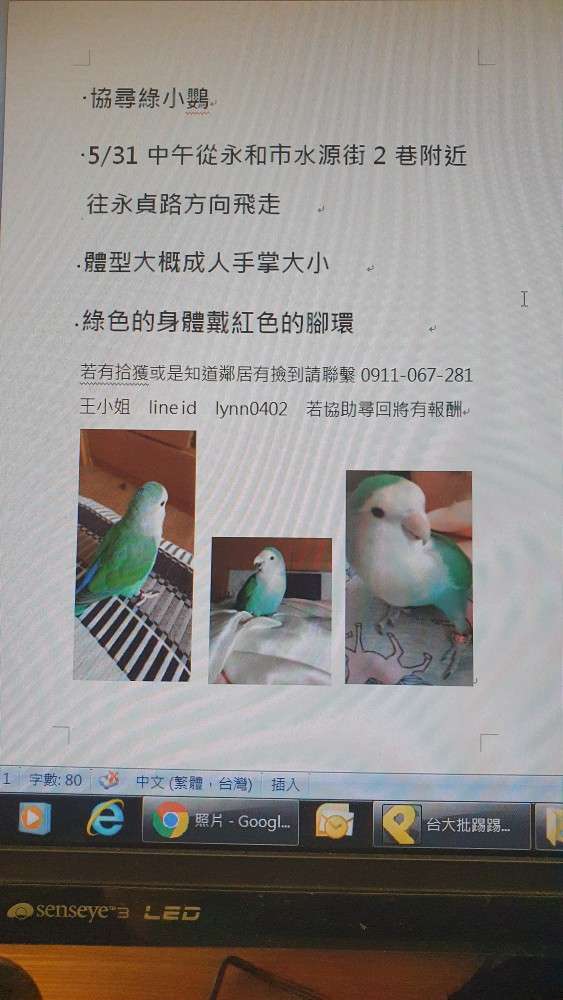 ·協尋綠小鸚
·5/31 中午從永和市水源街 2 巷附近
往永貞路方向飛走
·體型大概成人手掌大小
·綠色的身體戴紅色的腳環
若有拾獲或是知道鄰居有撿到請聯繫 0911-067-281
王小姐 line id lynn0402 若協助尋回將有報酬
1 字數: 80 中文 (繁體，台灣) 插入
照片 - Googl... 台大批踢踢...
senseye™3 LED